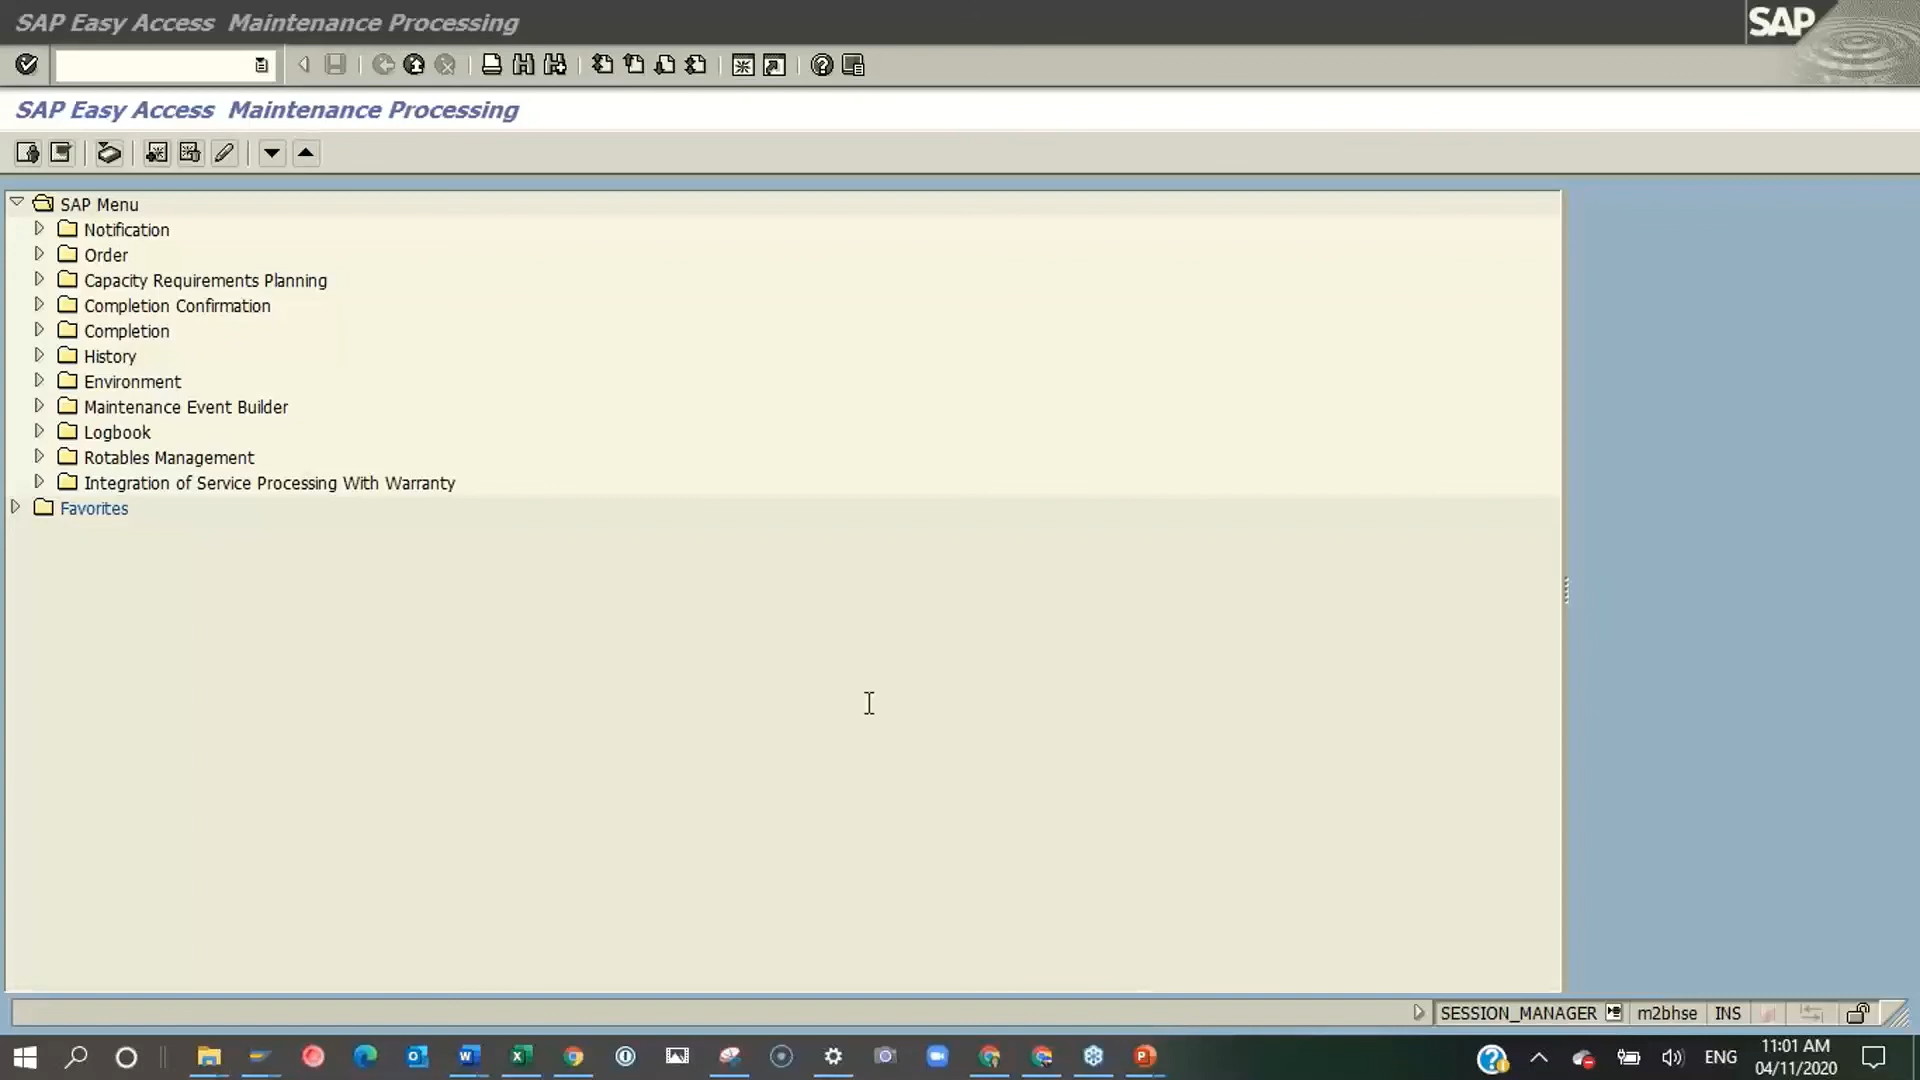 SAP Easy Access Maintenance Processing
SAP
SAP Easy Access Maintenance Processing
SAP Menu
Notification
Order
Capacity Requirements Planning
Completion Confirmation
Completion
History
Environment
Maintenance Event Builder
Logbook
Rotables Management
Integration of Service Processing With Warranty
Favorites
SESSION_MANAGER m2bhse INS
ENG
11:01 AM
04/11/2020